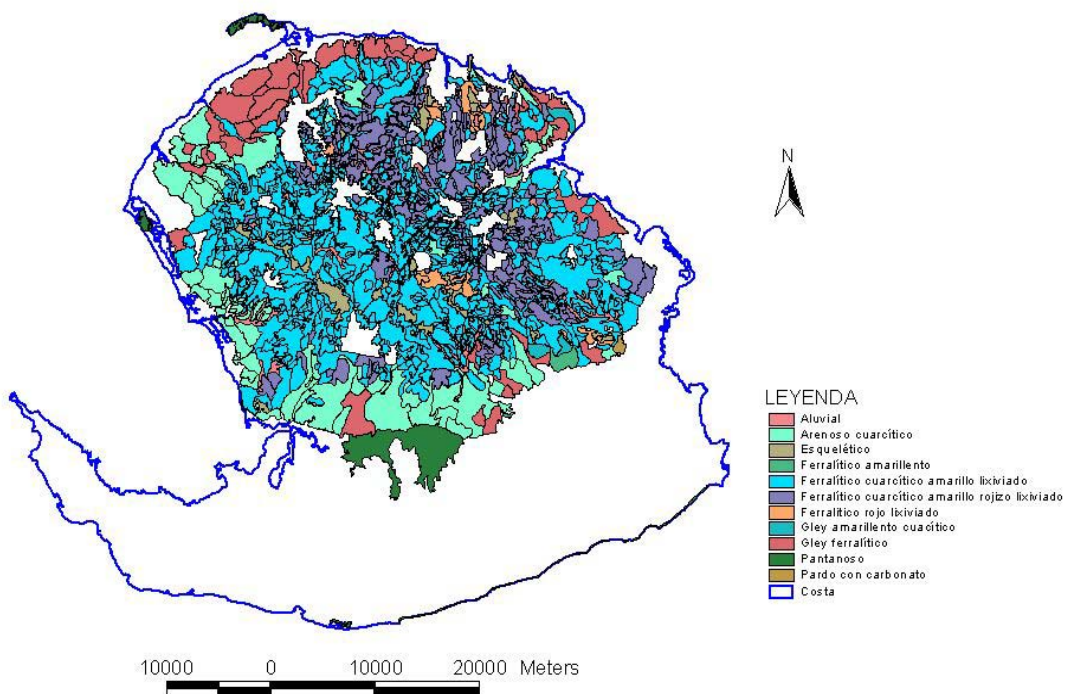 N
LEYENDA
Aluvial
Arenoso cuarcítico
Esquelético
Ferralítico amarillento
Ferralítico cuarcítico amarillo lixiviado
Ferralítico cuarcítico amarillo rojizo lixiviado
Ferralítico rojo lixiviado
Gley amarillento cuacítico
Gley ferralítico
Pantanoso
Pardo con carbonato
Costa
10000 0 10000 20000 Meters